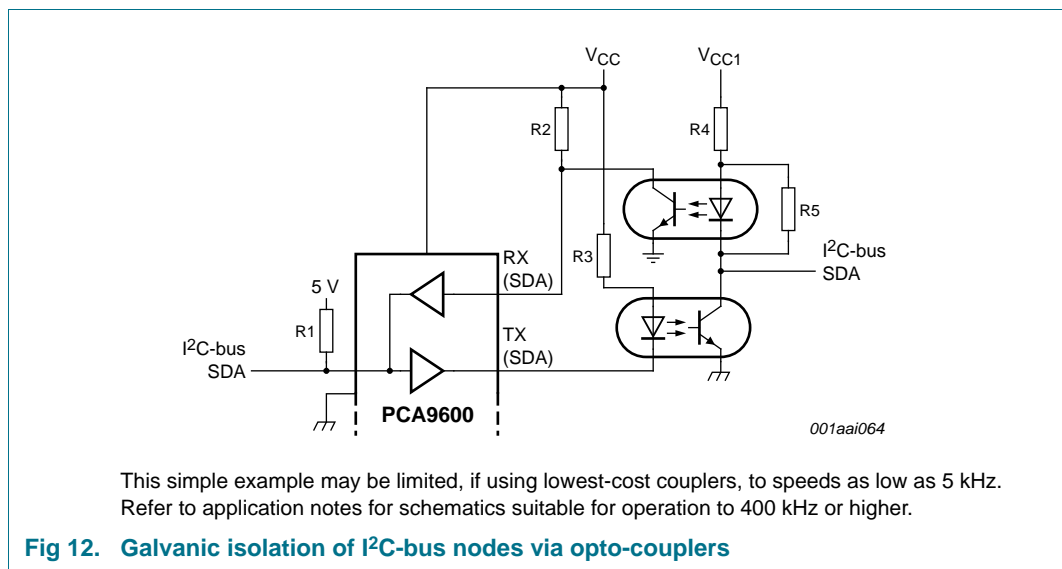 VCC
VCC1
R2
R4
R5
R3
I2C-bus
SDA
RX
(SDA)
5 V
R1
TX
(SDA)
I2C-bus
SDA
PCA9600
001aai064
This simple example may be limited, if using lowest-cost couplers, to speeds as low as 5 kHz.
Refer to application notes for schematics suitable for operation to 400 kHz or higher.
Fig 12. Galvanic isolation of I2C-bus nodes via opto-couplers